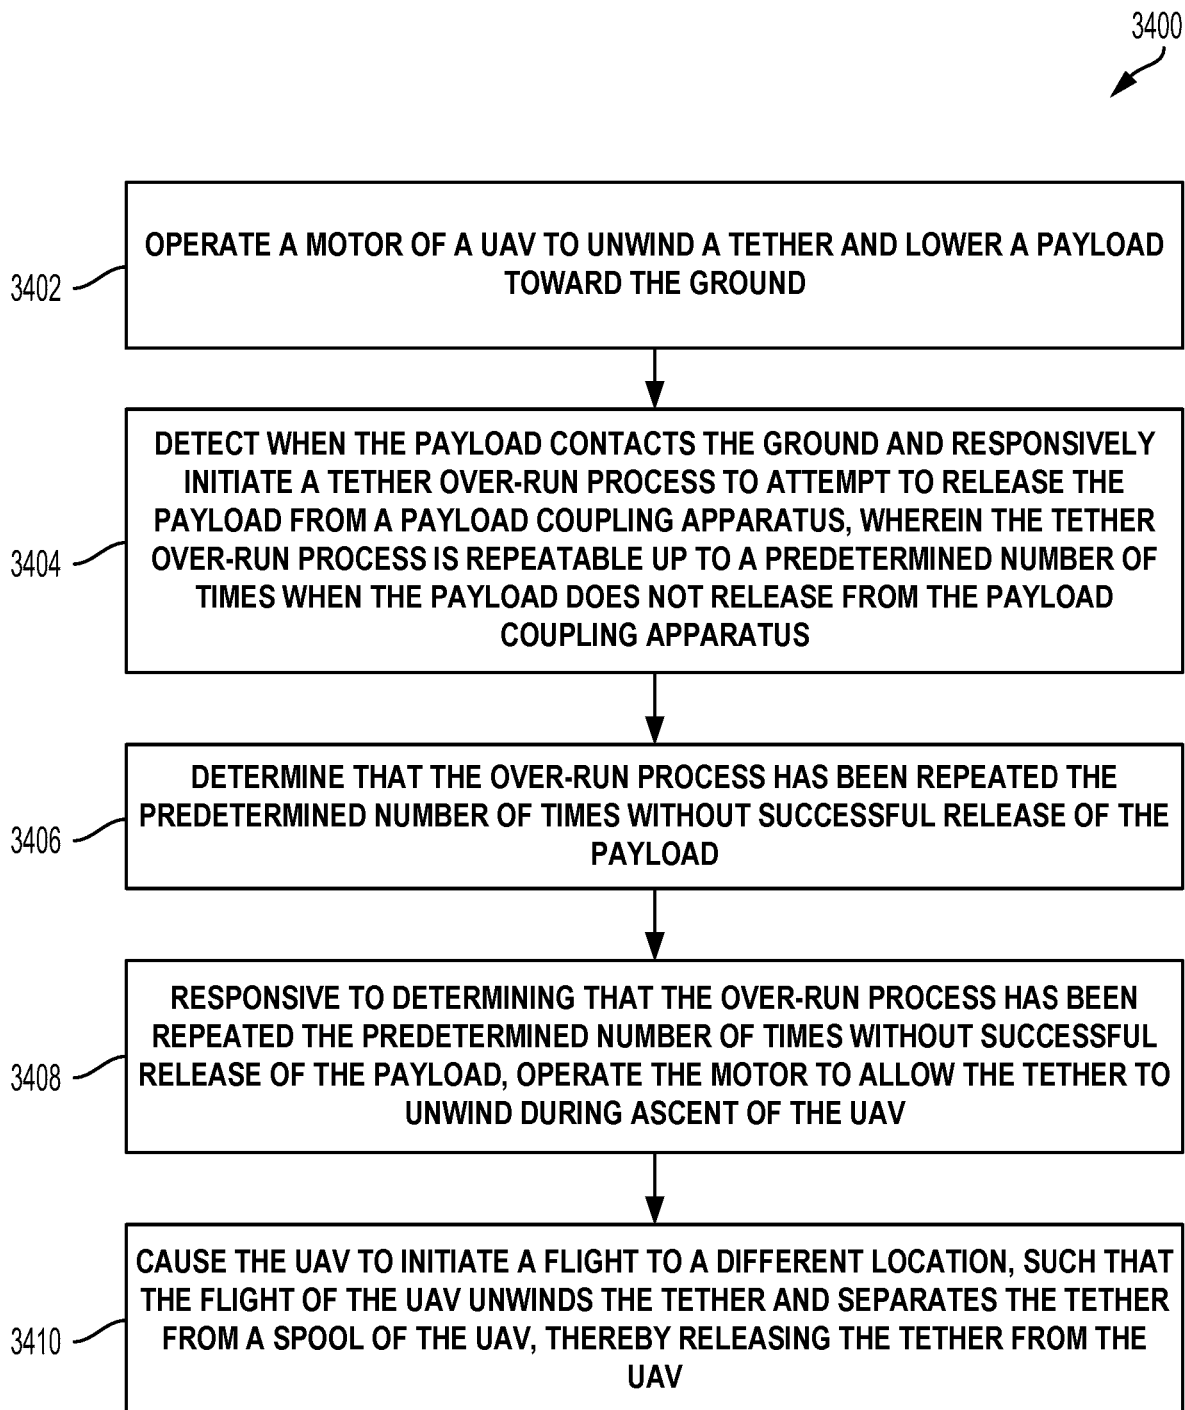 3400
OPERATE A MOTOR OF A UAV TO UNWIND A TETHER AND LOWER A PAYLOAD
TOWARD THE GROUND
3402
DETECT WHEN THE PAYLOAD CONTACTS THE GROUND AND RESPONSIVELY
INITIATE A TETHER OVER-RUN PROCESS TO ATTEMPT TO RELEASE THE
PAYLOAD FROM A PAYLOAD COUPLING APPARATUS, WHEREIN THE TETHER
OVER-RUN PROCESS IS REPEATABLE UP TO A PREDETERMINED NUMBER OF
TIMES WHEN THE PAYLOAD DOES NOT RELEASE FROM THE PAYLOAD
COUPLING APPARATUS
3404
DETERMINE THAT THE OVER-RUN PROCESS HAS BEEN REPEATED THE
PREDETERMINED NUMBER OF TIMES WITHOUT SUCCESSFUL RELEASE OF THE
PAYLOAD
3406
RESPONSIVE TO DETERMINING THAT THE OVER-RUN PROCESS HAS BEEN
REPEATED THE PREDETERMINED NUMBER OF TIMES WITHOUT SUCCESSFUL
RELEASE OF THE PAYLOAD, OPERATE THE MOTOR TO ALLOW THE TETHER TO
UNWIND DURING ASCENT OF THE UAV
3408
CAUSE THE UAV TO INITIATE A FLIGHT TO A DIFFERENT LOCATION, SUCH THAT
THE FLIGHT OF THE UAV UNWINDS THE TETHER AND SEPARATES THE TETHER
FROM A SPOOL OF THE UAV, THEREBY RELEASING THE TETHER FROM THE
UAV
3410